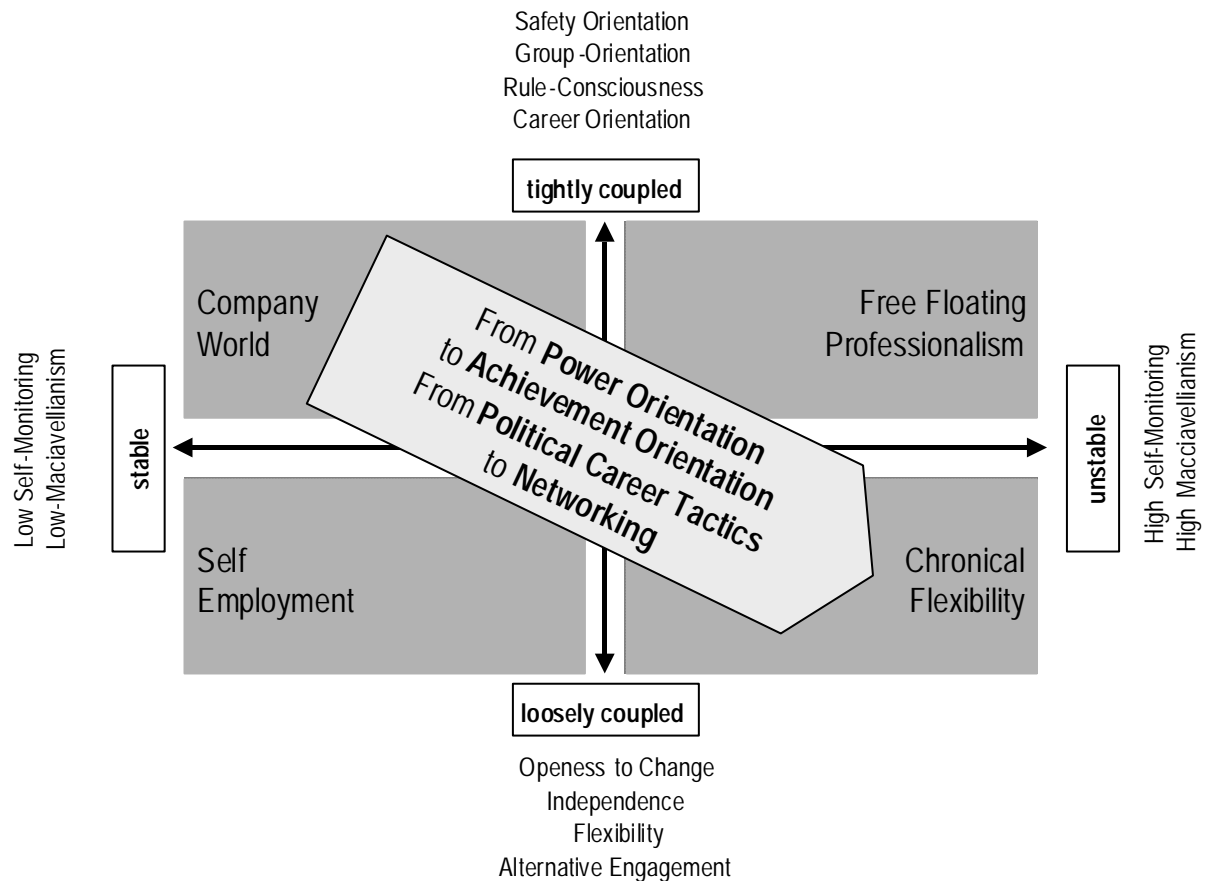 Safety Orientation
Group-Orientation
Rule-Consciousness
Career Orientation
tightly coupled
Company
World
Free Floating
Professionalism
From Power Orientation
to Achievement Orientation
From Political Career Tactics
to Networking
Low Self-Monitoring
Low-Maciavellianism
stable
unstable
High Self-Monitoring
High Macciavellianism
Self
Employment
Chronical
Flexibility
loosely coupled
Openess to Change
Independence
Flexibility
Alternative Engagement